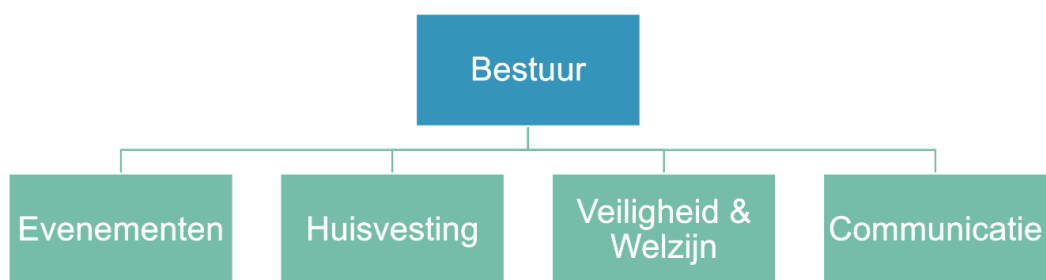 Bestuur
Evenementen
Huisvesting
Veiligheid &
Welzijn
Communicatie